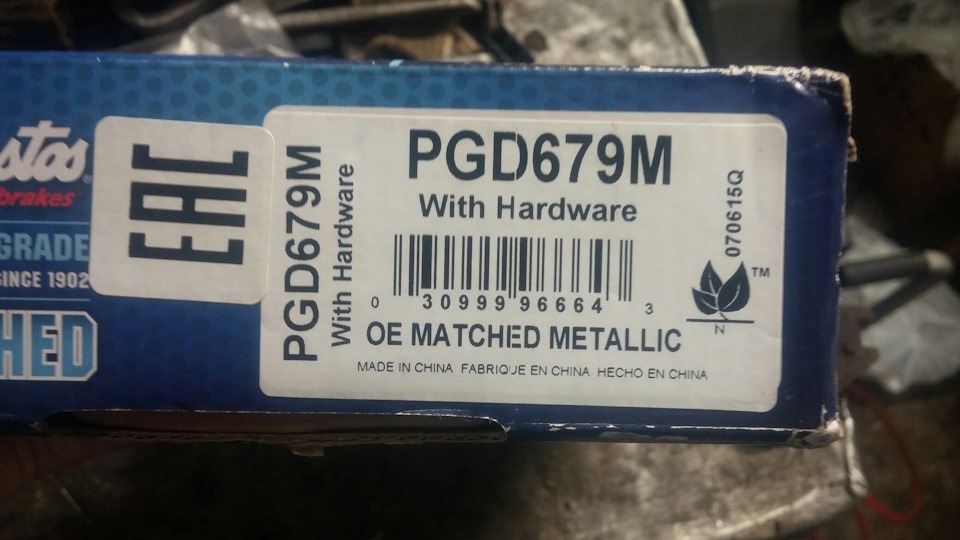 stos®
brakes
GRADE
SINCE 1902
HED
EAC
PGD679M
With Hardware
PGD679M
With Hardware
0 30999 96664 3
OE MATCHED METALLIC
MADE IN CHINA FABRIQUE EN CHINA HECHO EN CHINA
070615Q
TM
N